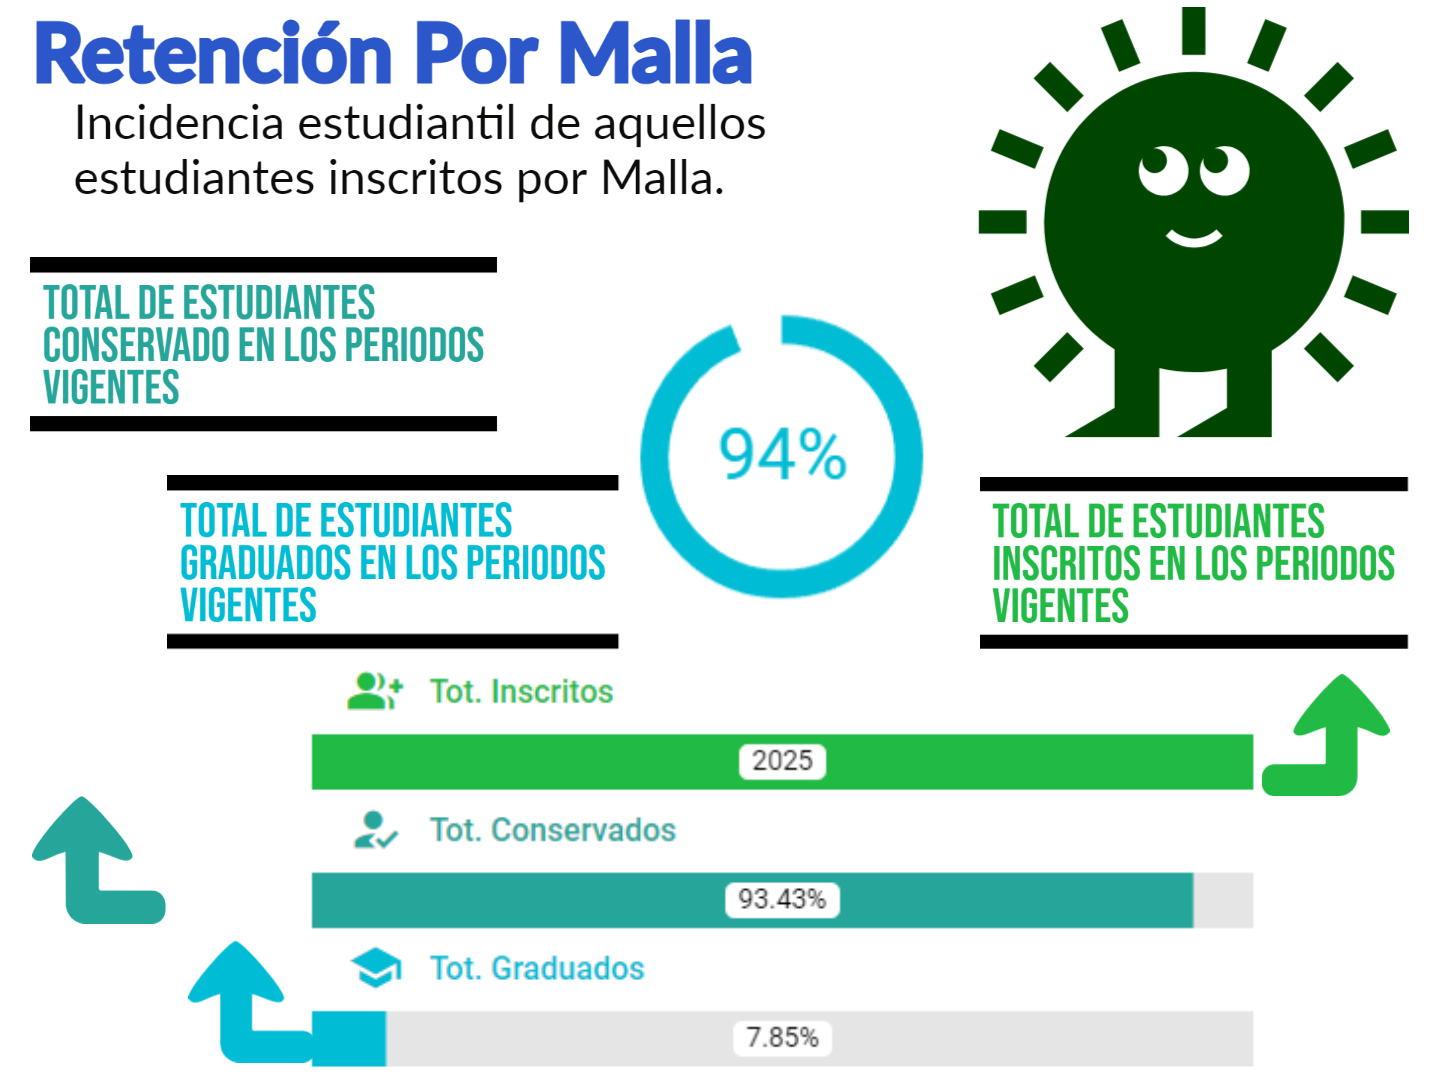 Retención Por Malla
Incidencia estudiantil de aquellos
estudiantes inscritos por Malla.
TOTAL DE ESTUDIANTES
CONSERVADO EN LOS PERIODOS
VIGENTES
94%
TOTAL DE ESTUDIANTES
GRADUADOS EN LOS PERIODOS
VIGENTES
TOTAL DE ESTUDIANTES
INSCRITOS EN LOS PERIODOS
VIGENTES
Tot. Inscritos
2025
Tot. Conservados
93.43%
Tot. Graduados
7.85%